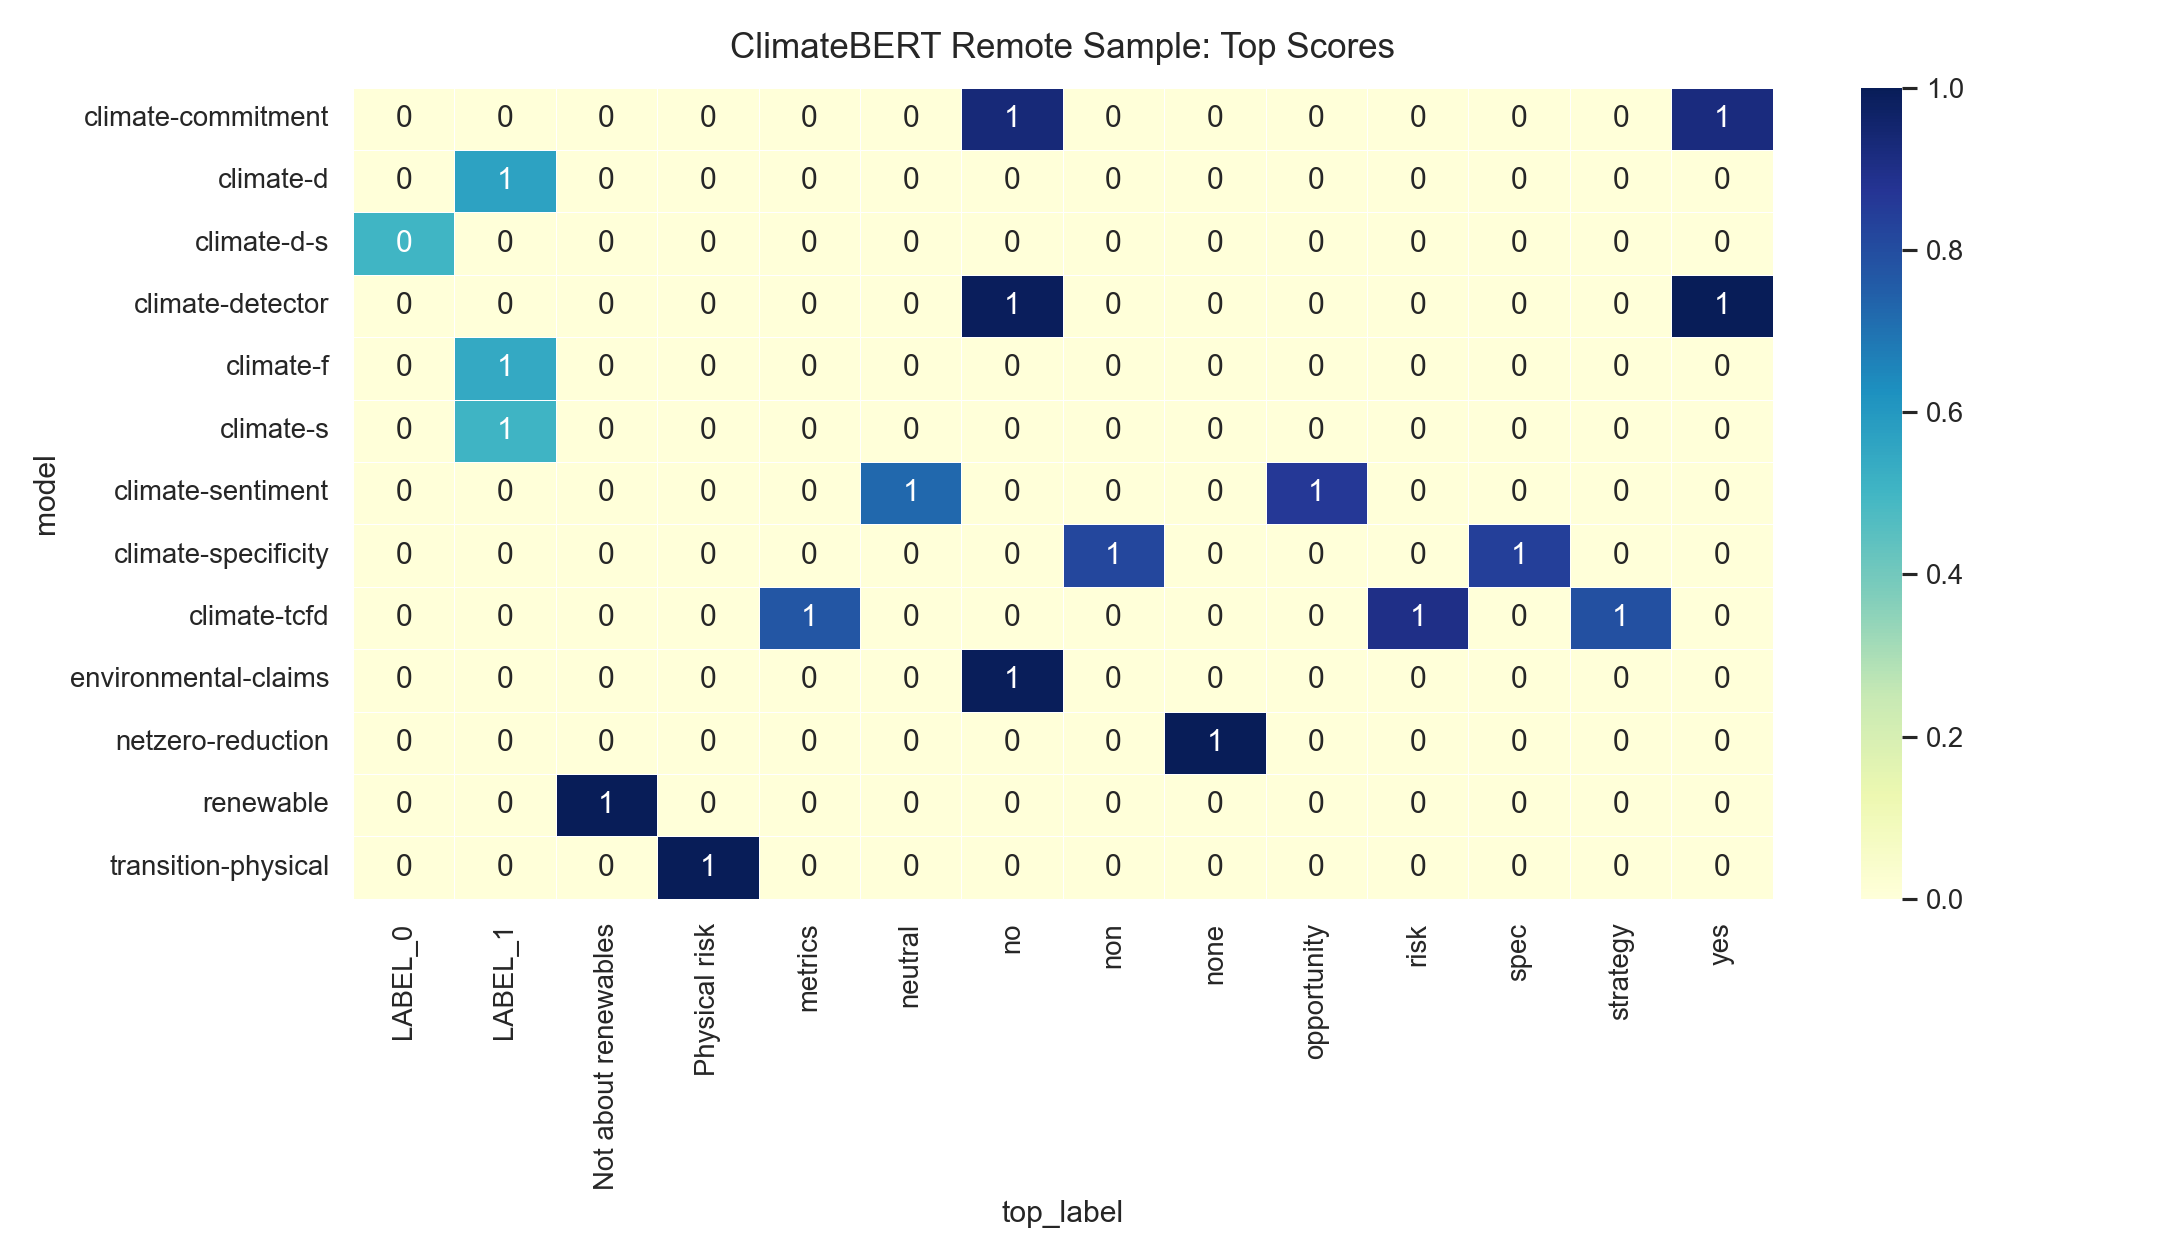 ClimateBERT Remote Sample: Top Scores
model
climate-commitment 0 0 0 0 0 0 1 0 0 0 0 0 0 1
climate-d 0 1 0 0 0 0 0 0 0 0 0 0 0 0
climate-d-s 0 0 0 0 0 0 0 0 0 0 0 0 0 0
climate-detector 0 0 0 0 0 0 1 0 0 0 0 0 0 1
climate-f 0 1 0 0 0 0 0 0 0 0 0 0 0 0
climate-s 0 1 0 0 0 0 0 0 0 0 0 0 0 0
climate-sentiment 0 0 0 0 0 1 0 0 0 1 0 0 0 0
climate-specificity 0 0 0 0 0 0 0 1 0 0 0 1 0 0
climate-tcfd 0 0 0 0 1 0 0 0 0 0 1 0 1 0
environmental-claims 0 0 0 0 0 0 1 0 0 0 0 0 0 0
netzero-reduction 0 0 0 0 0 0 0 0 1 0 0 0 0 0
renewable 0 0 1 0 0 0 0 0 0 0 0 0 0 0
transition-physical 0 0 0 1 0 0 0 0 0 0 0 0 0 0
LABEL_0
LABEL_1
Not about renewables
Physical risk
metrics
neutral
no
non
none
opportunity
risk
spec
strategy
yes
top_label
1.0
0.8
0.6
0.4
0.2
0.0